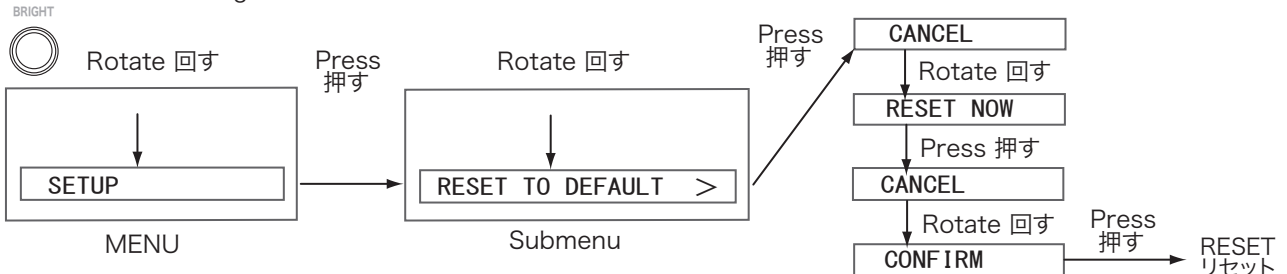 BRIGHT
Rotate 回す
SETUP
MENU
Press
押す
Rotate 回す
RESET TO DEFAULT >
Submenu
Press
押す
CANCEL
Rotate 回す
RESET NOW
Press 押す
CANCEL
Rotate 回す
CONFIRM
Press
押す
RESET
リセット